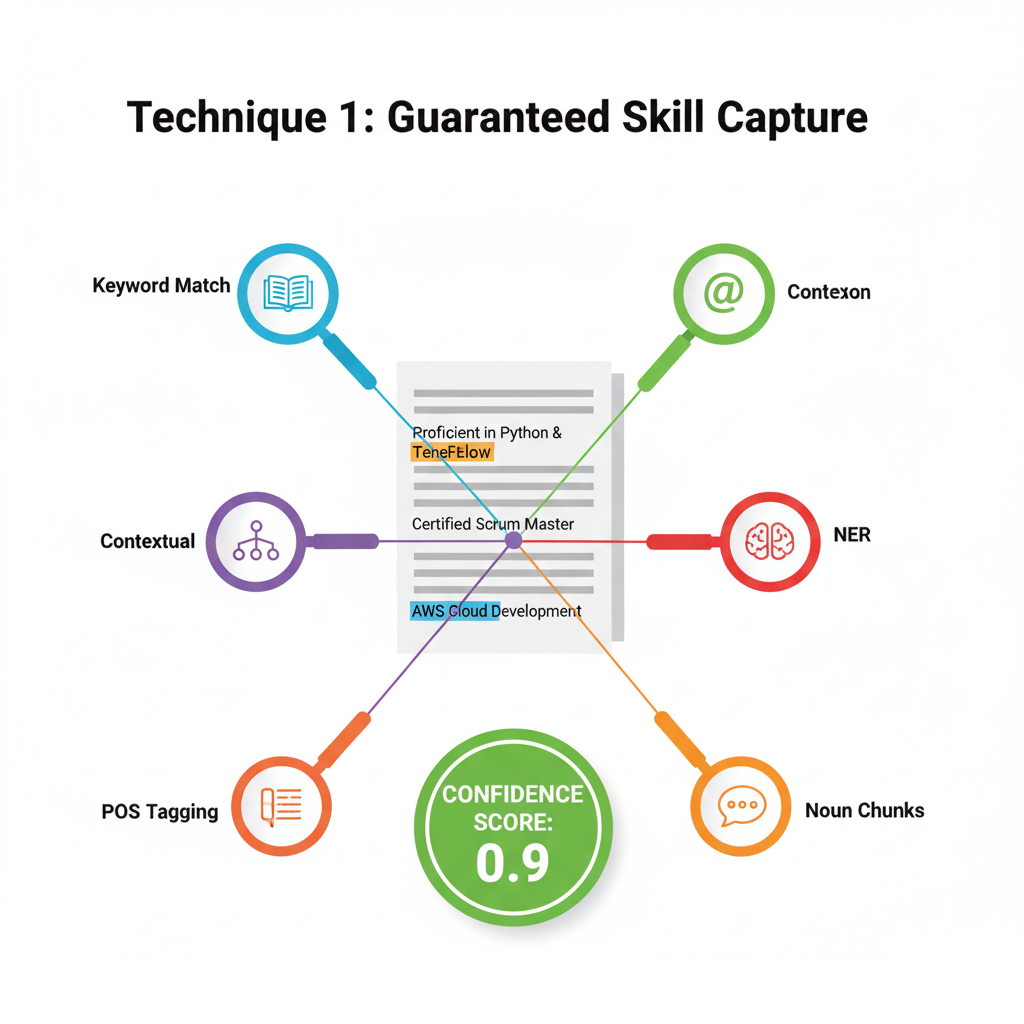 Technique 1: Guaranteed Skill Capture
Keyword Match
Contexon
Proficient in Python &
TeneFElow
Certified Scrum Master
Contextual
NER
AWS Cloud Development
POS Tagging
Noun Chunks
CONFIDENCE
SCORE:
0.9